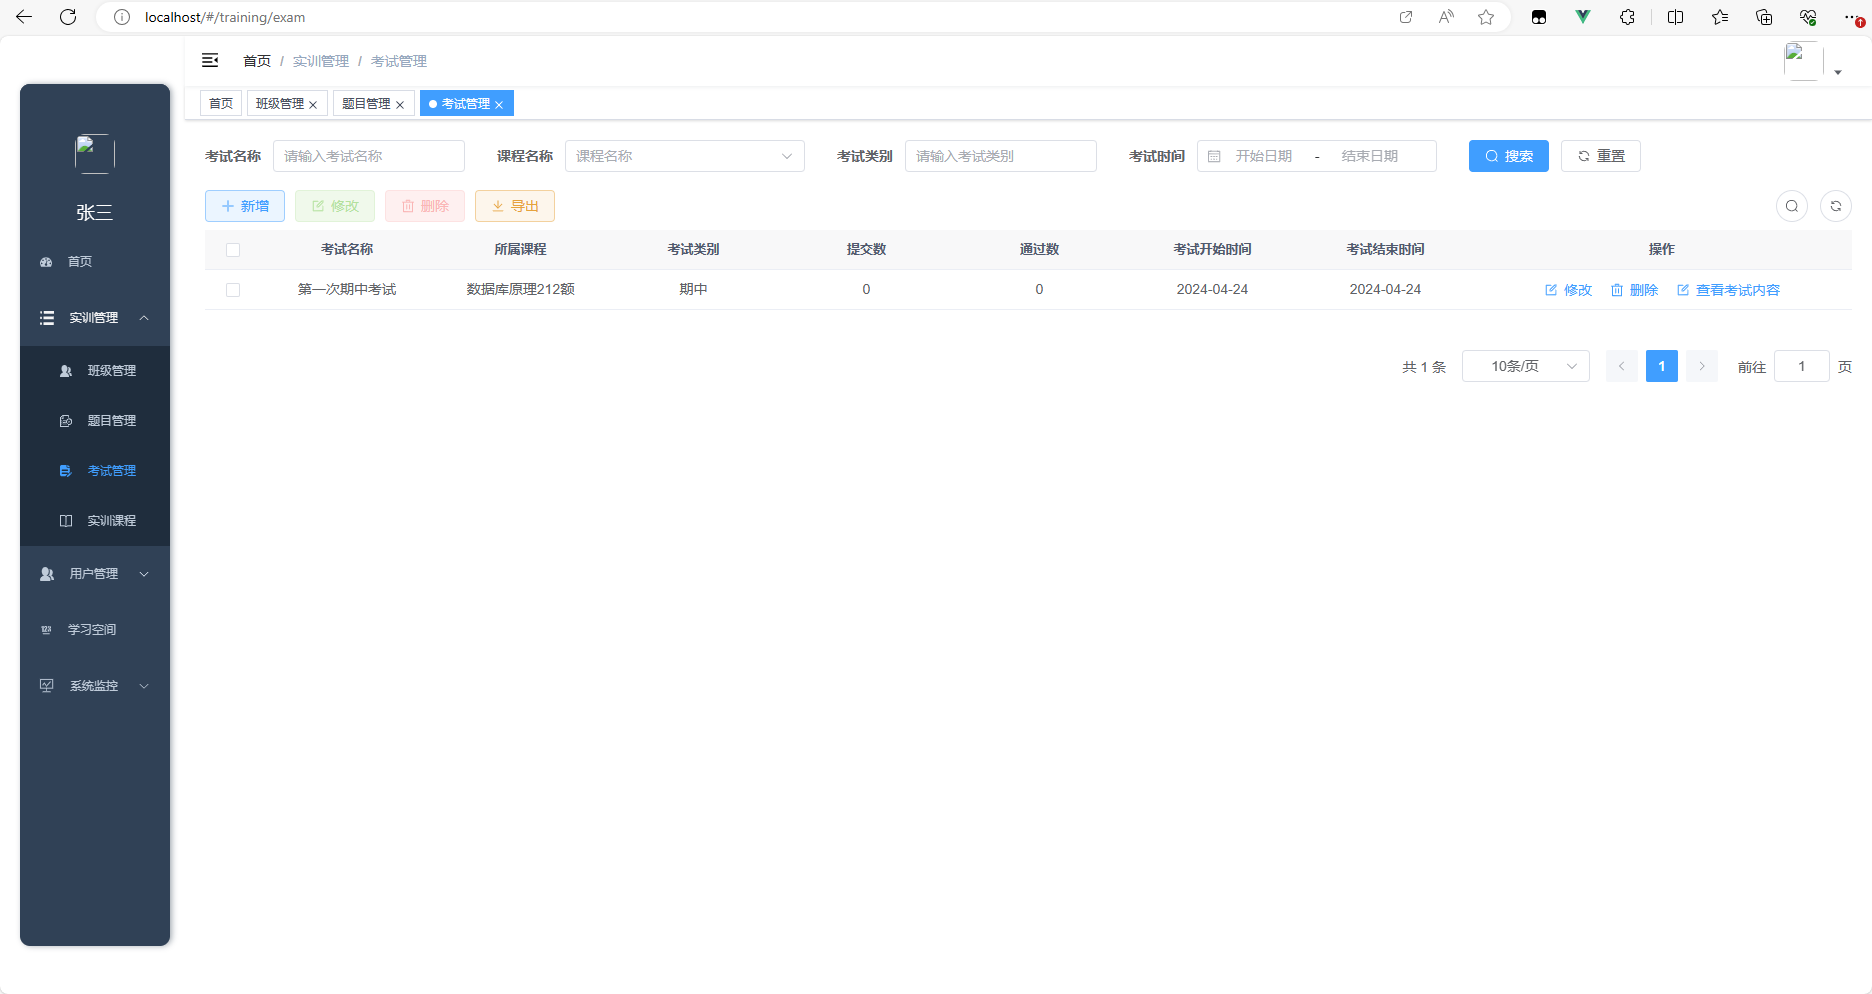 localhost/#/training/exam
首页 / 实训管理 / 考试管理
首页 班级管理 × 题目管理 × 考试管理 ×
张三
首页
实训管理
班级管理
题目管理
考试管理
实训课程
用户管理
学习空间
系统监控
考试名称 请输入考试名称 课程名称 课程名称 考试类别 请输入考试类别 考试时间 开始日期 - 结束日期 搜索 重置
新增 修改 删除 导出
考试名称 所属课程 考试类别 提交数 通过数 考试开始时间 考试结束时间 操作
第一次期中考试 数据库原理212额 期中 0 0 2024-04-24 2024-04-24 修改 删除 查看考试内容
共 1 条 10条/页 1 前往 1 页